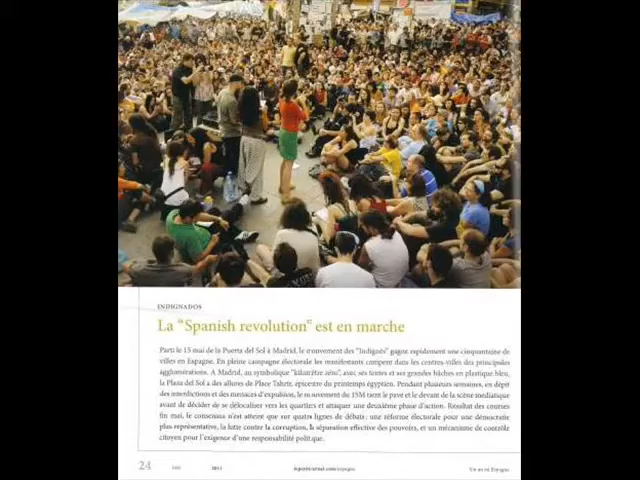 INDIGNADOS
La "Spanish revolution" est en marche
Parti le 15 mai de la Puerta del Sol à Madrid, le mouvement des "Indignés" gagne rapidement une cinquantaine de
villes en Espagne. En pleine campagne électorale les manifestants campent dans les centres-villes des principales
agglomérations. A Madrid, au symbolique "kilomètre zéro", avec ses tentes et ses grandes bâches en plastique bleu,
la Plaza del Sol a des allures de Place Tahrir, épicentre du printemps égyptien. Pendant plusieurs semaines, en dépit
des interdictions et des menaces d'expulsion, le mouvement du 15M tient le pavé et le devant de la scène médiatique
avant de décider de se délocaliser vers les quartiers et attaquer une deuxième phase d'action. Résultat des courses
fin mai, le consensus n'est atteint que sur quatre lignes de débats : une réforme électorale pour une démocratie
plus représentative, la lutte contre la corruption, la séparation effective des pouvoirs, et un mécanisme de contrôle
citoyen pour l'exigence d'une responsabilité politique.
24 2011 lepetitjournal.com/espagne Un an en Espagne